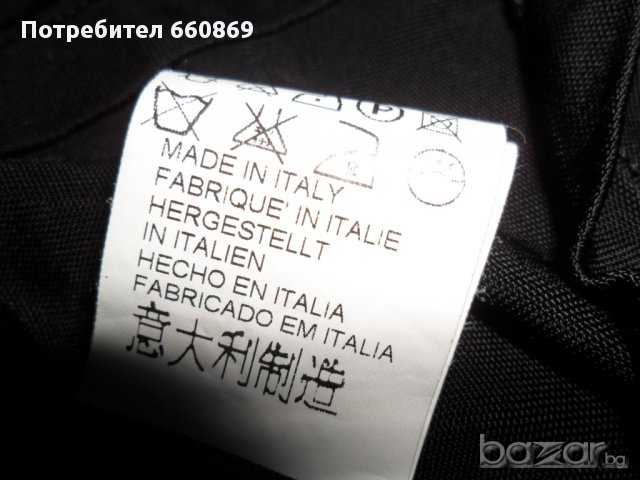 Потребител 660869
MADE IN ITALY
FABRIQUE' IN ITALIE
HERGESTELLT
IN ITALIEN
HECHO EN ITALIA
FABRICADO EM ITALIA
意大利制造
bazar.bg